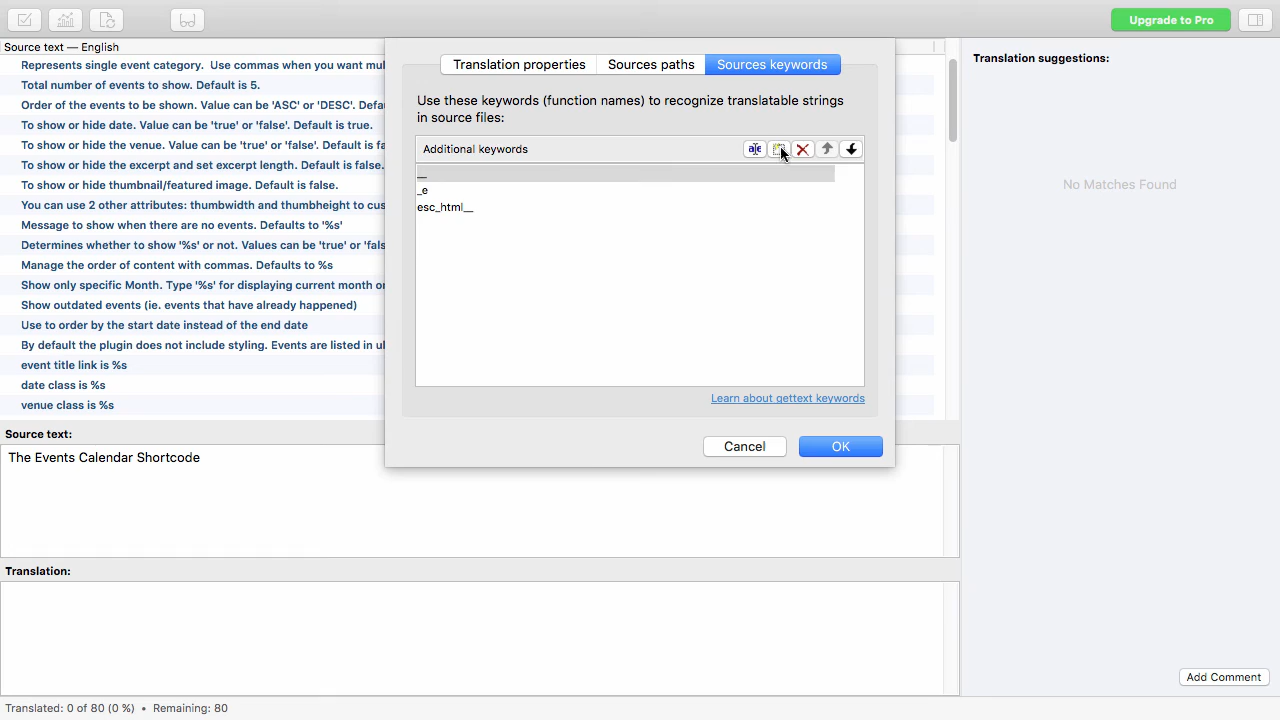 Upgrade to Pro
Source text — English
Represents single event category.  Use commas when you want mul
Total number of events to show. Default is 5.
Order of the events to be shown. Value can be 'ASC' or 'DESC'. Defa
To show or hide date. Value can be 'true' or 'false'. Default is true.
To show or hide the venue. Value can be 'true' or 'false'. Default is fa
To show or hide the excerpt and set excerpt length. Default is false.
To show or hide thumbnail/featured image. Default is false.
You can use 2 other attributes: thumbwidth and thumbheight to cus
Message to show when there are no events. Defaults to '%s'
Determines whether to show '%s' or not. Values can be 'true' or 'fals
Manage the order of content with commas. Defaults to %s
Show only specific Month. Type '%s' for displaying current month or
Show outdated events (ie. events that have already happened)
Use to order by the start date instead of the end date
By default the plugin does not include styling. Events are listed in ul
event title link is %s
date class is %s
venue class is %s
Translation properties
Sources paths
Sources keywords
Use these keywords (function names) to recognize translatable strings
in source files:
Additional keywords
aIe
__
_e
esc_html__
Learn about gettext keywords
Cancel
OK
Translation suggestions:
No Matches Found
Source text:
The Events Calendar Shortcode
Translation:
Add Comment
Translated: 0 of 80 (0 %)  •  Remaining: 80